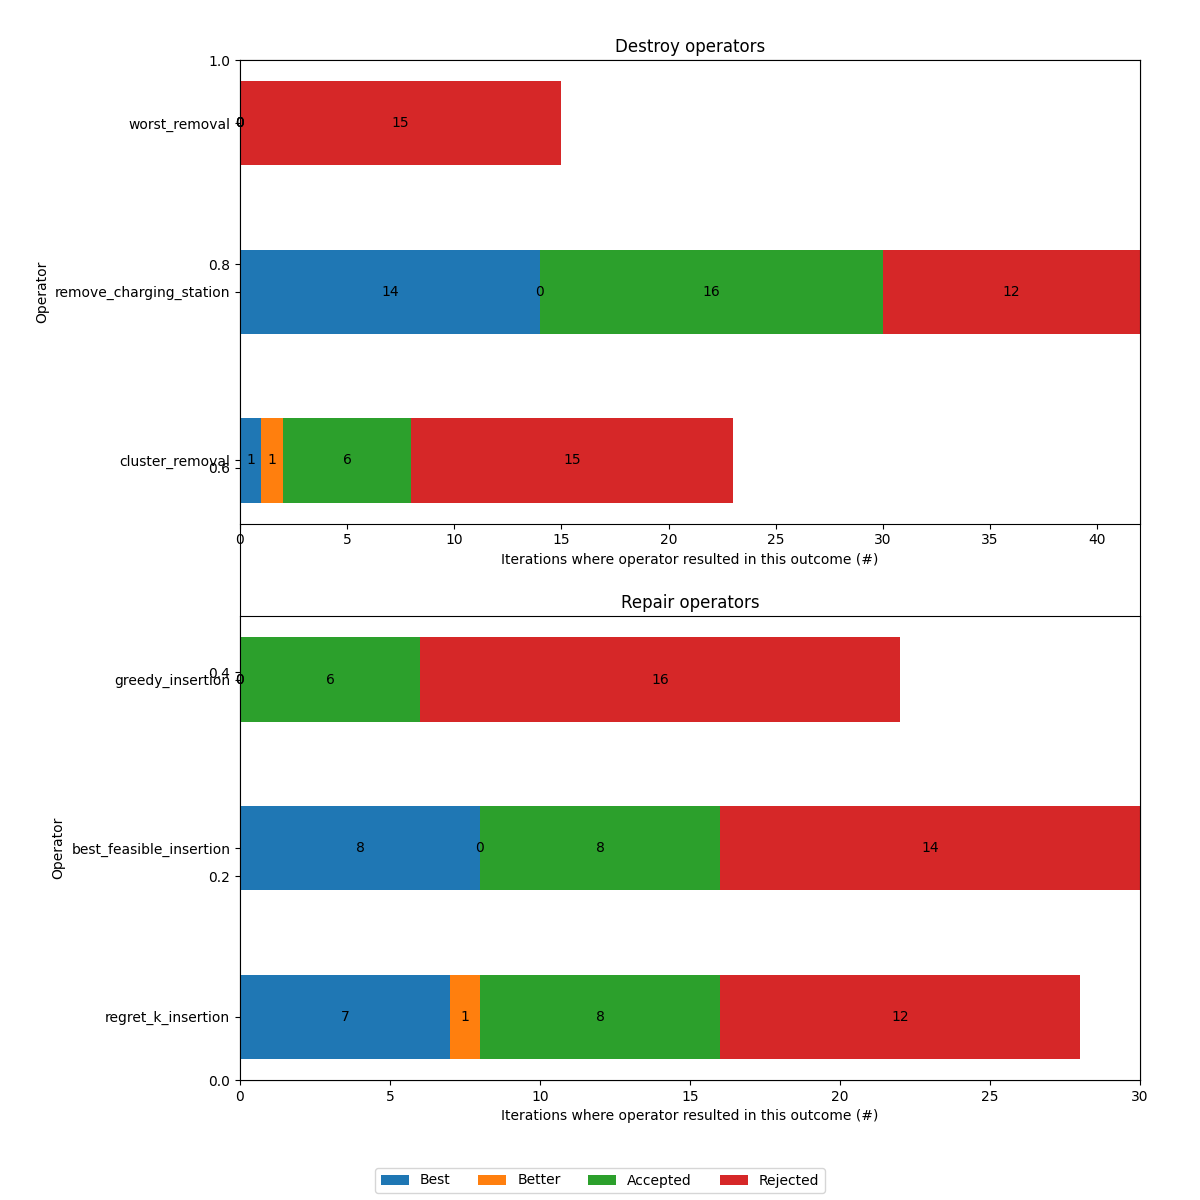 Destroy operators
1.0
worst_removal 0 0 15
0.8
Operator
remove_charging_station 14 0 16 12
cluster_removal 1 1 6 15
0.6
0 5 10 15 20 25 30 35 40
Iterations where operator resulted in this outcome (#)
Repair operators
0.4
greedy_insertion 0 0 6 16
Operator
best_feasible_insertion 8 0 8 14
0.2
regret_k_insertion 7 1 8 12
0.0
0 5 10 15 20 25 30
Iterations where operator resulted in this outcome (#)
Best Better Accepted Rejected